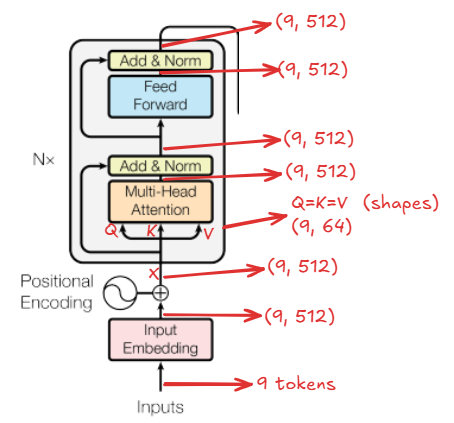 (9, 512)
Add & Norm
(9, 512)
Feed
Forward
(9, 512)
Nx
Add & Norm
(9, 512)
Multi-Head
Attention
Q=K=V (shapes)
(9, 64)
Q K V
X
(9, 512)
Positional
Encoding
(9, 512)
Input
Embedding
9 tokens
Inputs